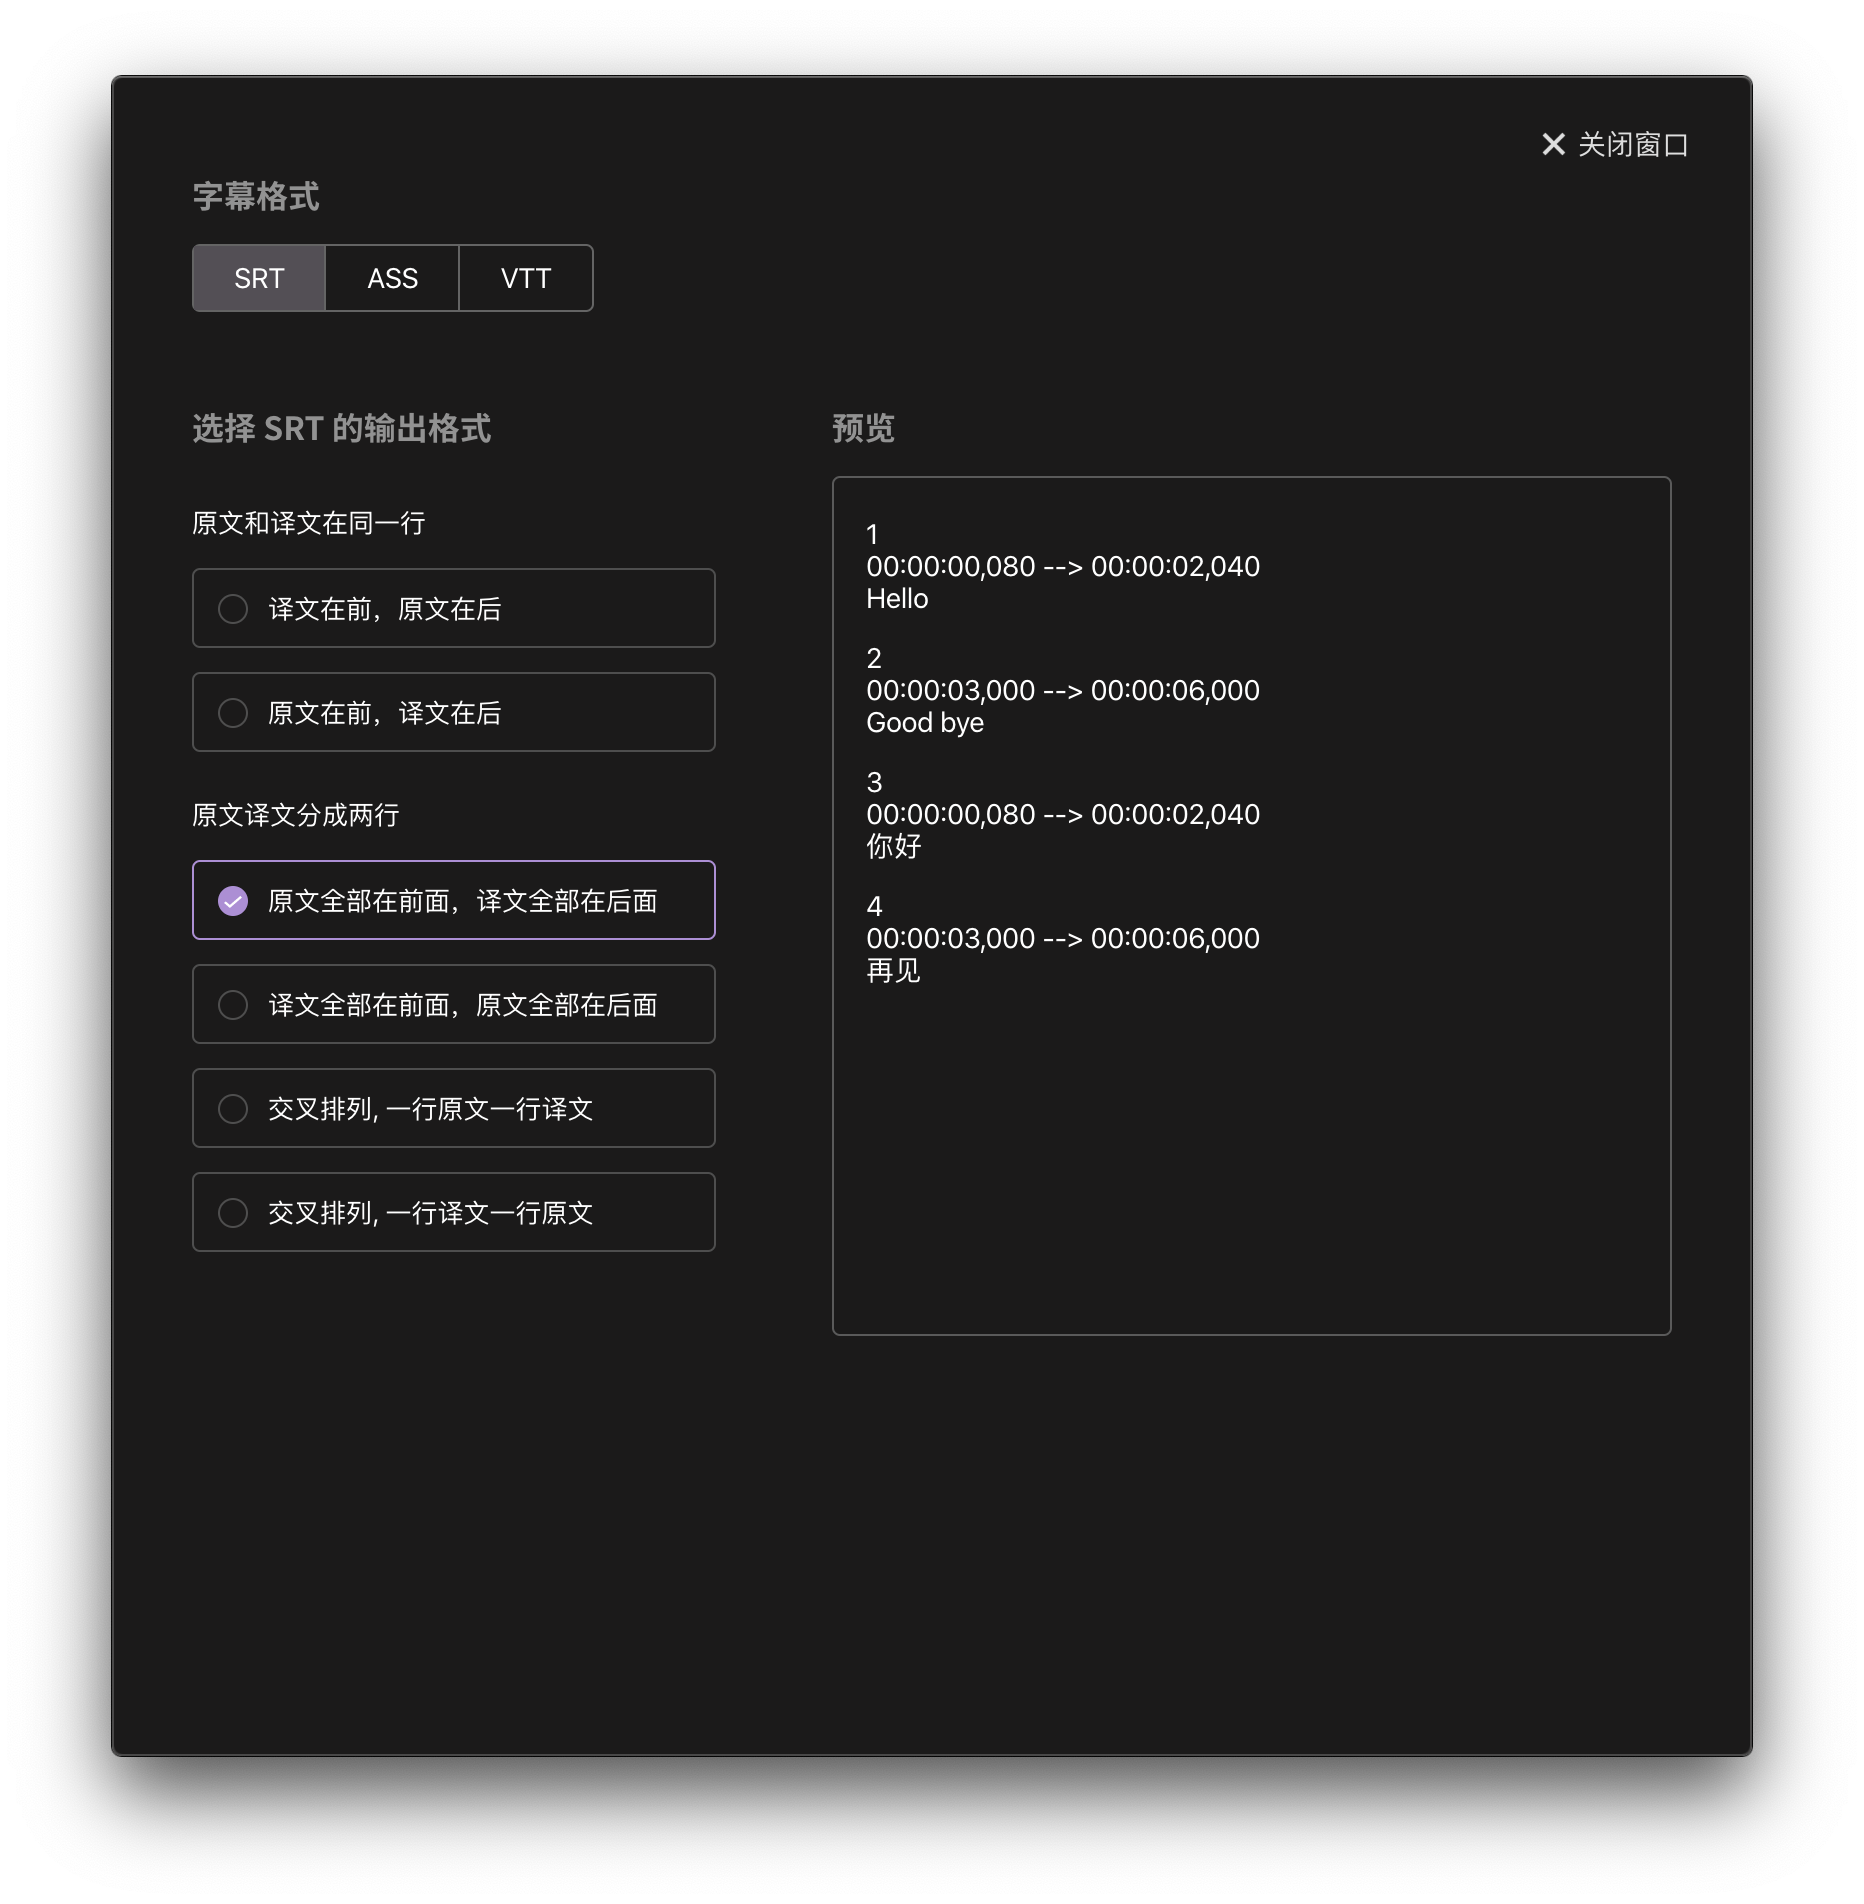 关闭窗口
字幕格式
SRT
ASS
VTT
选择 SRT 的输出格式
原文和译文在同一行
译文在前，原文在后
原文在前，译文在后
原文译文分成两行
原文全部在前面，译文全部在后面
译文全部在前面，原文全部在后面
交叉排列, 一行原文一行译文
交叉排列, 一行译文一行原文
预览
1
00:00:00,080 --> 00:00:02,040
Hello
2
00:00:03,000 --> 00:00:06,000
Good bye
3
00:00:00,080 --> 00:00:02,040
你好
4
00:00:03,000 --> 00:00:06,000
再见